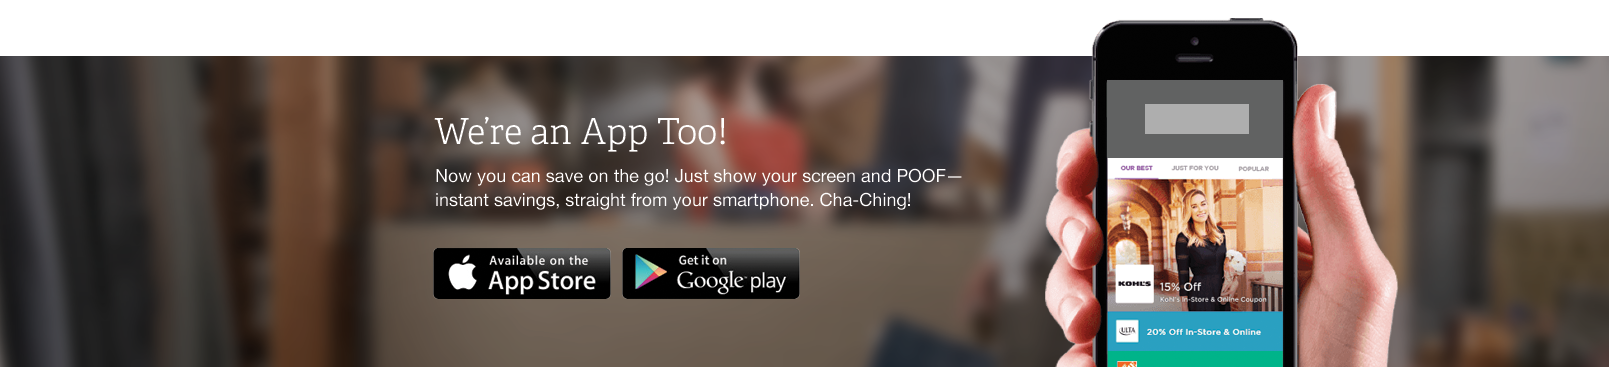 We're an App Too!
Now you can save on the go! Just show your screen and POOF—
instant savings, straight from your smartphone. Cha-Ching!
Available on the
App Store
Get it on
Google play
OUR BEST
JUST FOR YOU
POPULAR
KOHL'S
15% Off
Kohl's In-Store & Online Coupon
ULTA
20% Off In-Store & Online